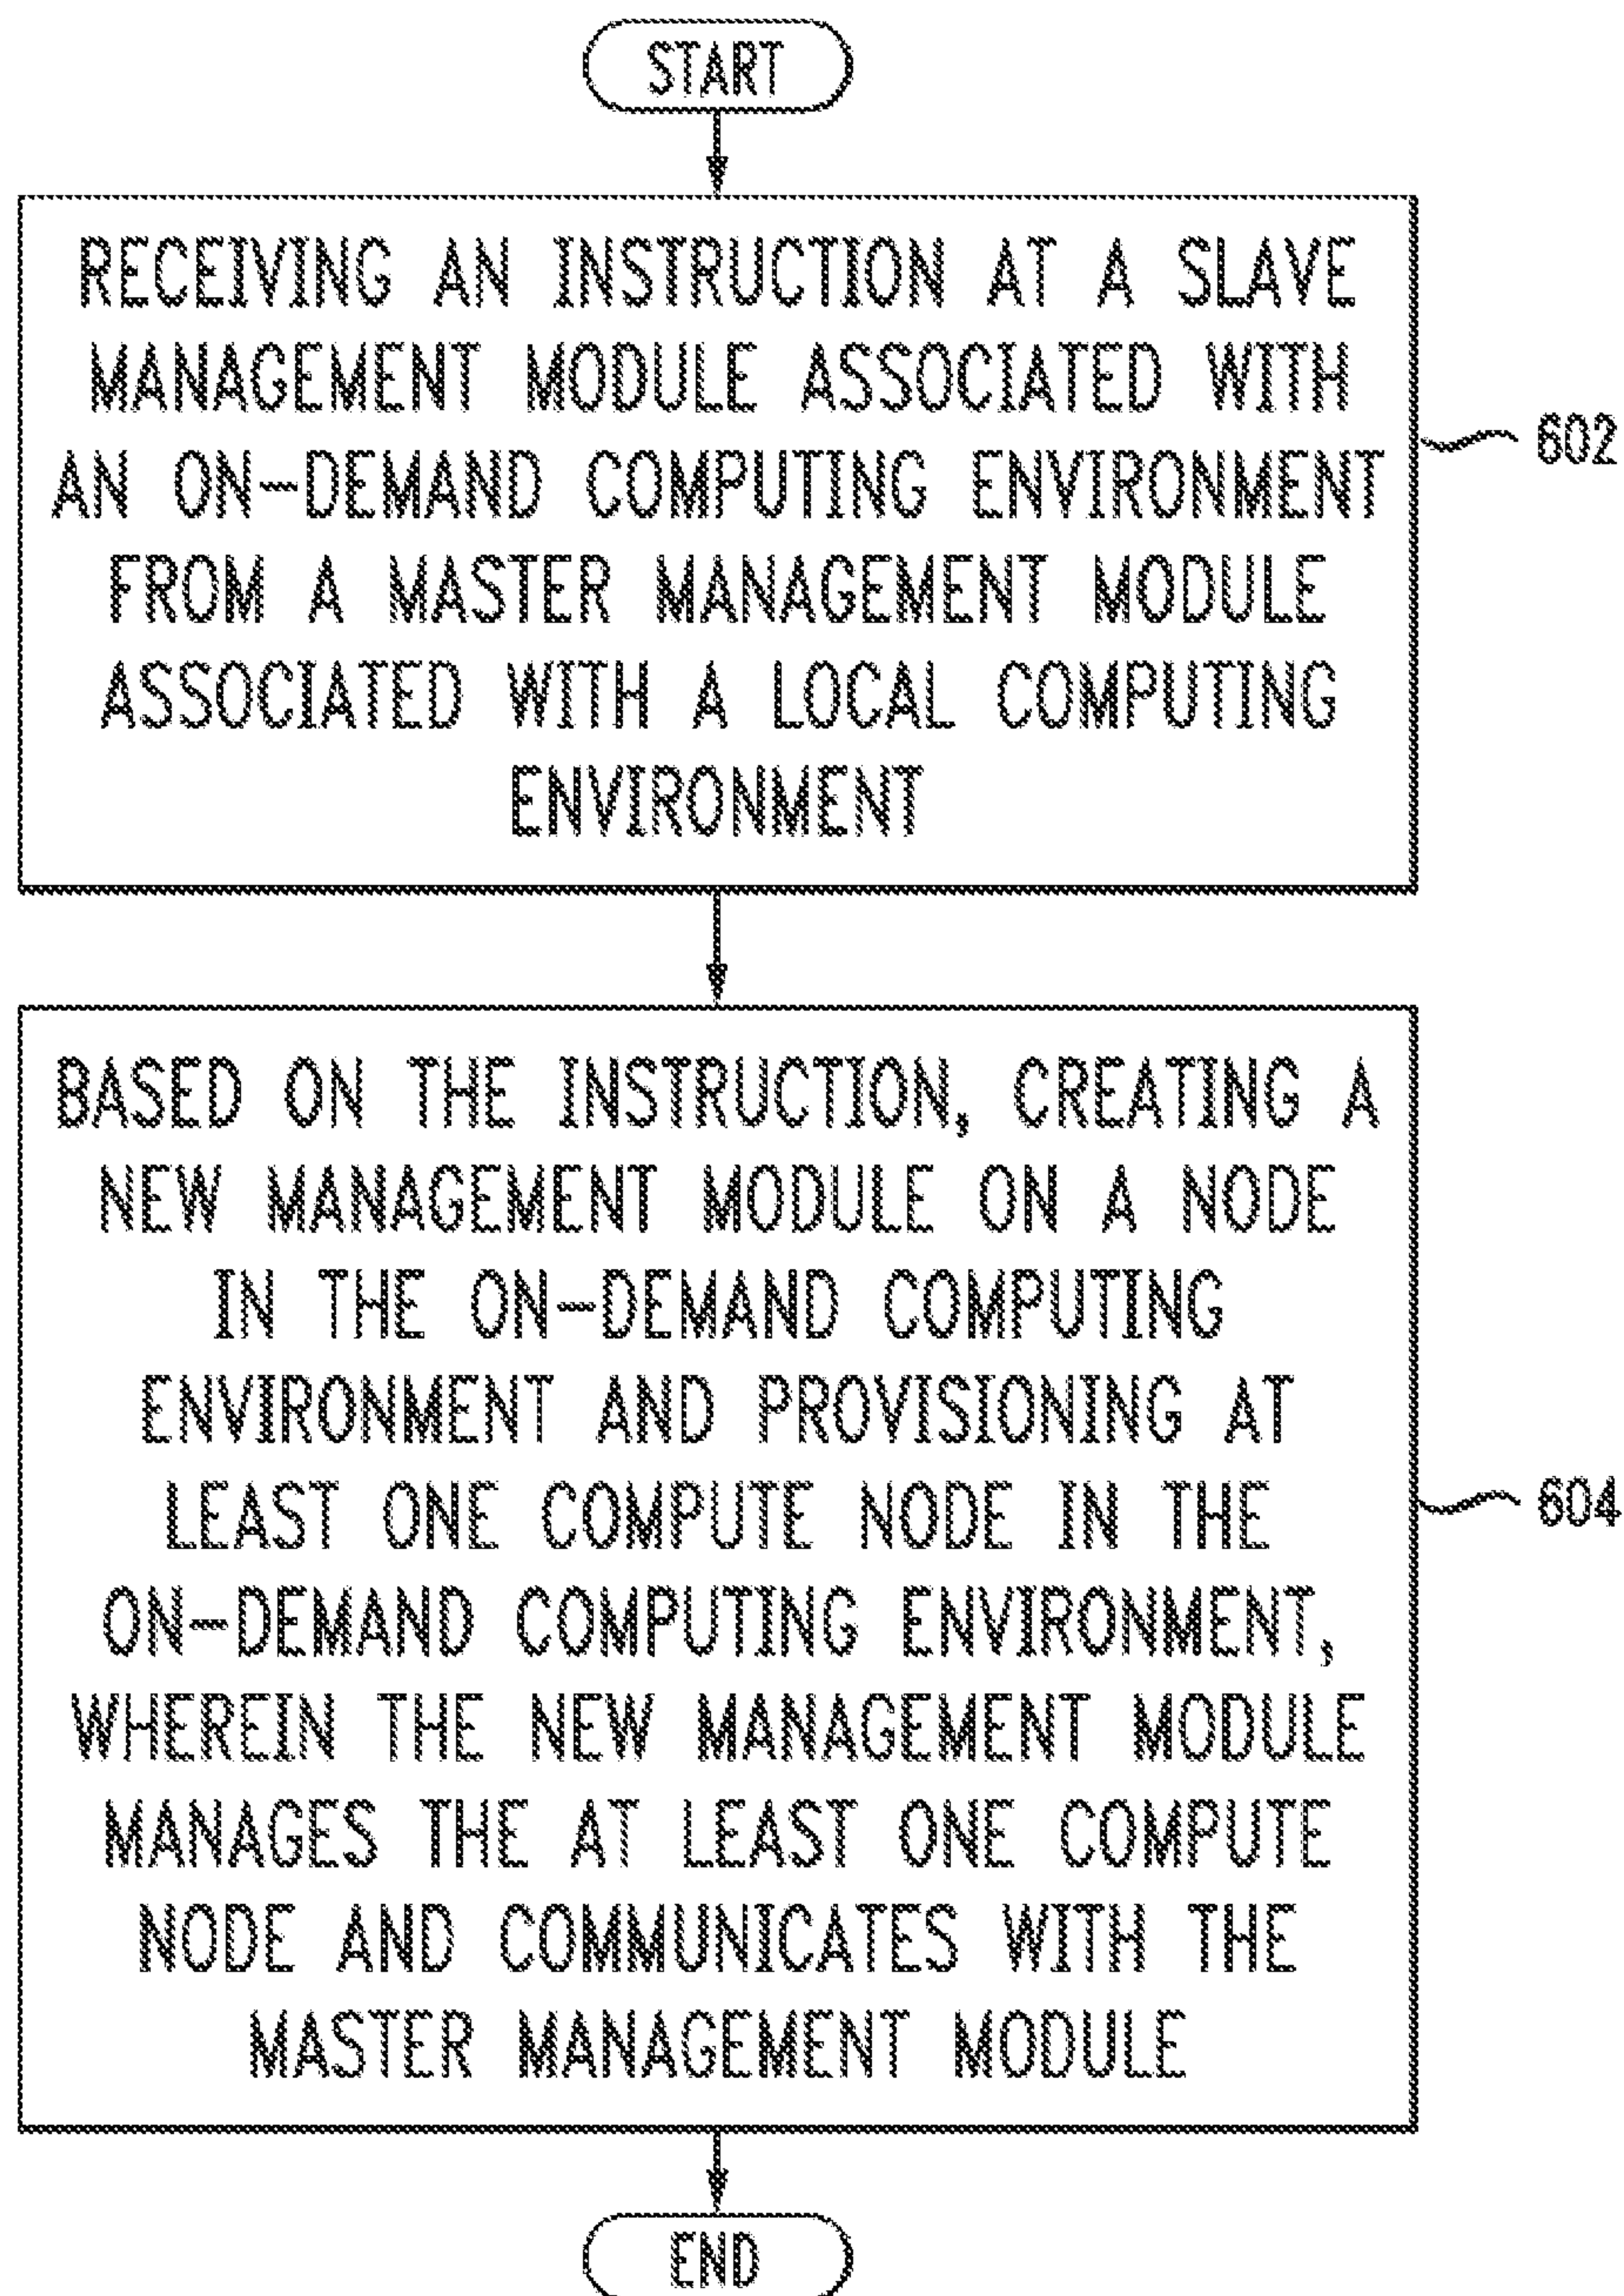 START
RECEIVING AN INSTRUCTION AT A SLAVE
MANAGEMENT MODULE ASSOCIATED WITH
AN ON-DEMAND COMPUTING ENVIRONMENT
FROM A MASTER MANAGEMENT MODULE
ASSOCIATED WITH A LOCAL COMPUTING
ENVIRONMENT
602
BASED ON THE INSTRUCTION, CREATING A
NEW MANAGEMENT MODULE ON A NODE
IN THE ON-DEMAND COMPUTING
ENVIRONMENT AND PROVISIONING AT
LEAST ONE COMPUTE NODE IN THE
ON-DEMAND COMPUTING ENVIRONMENT,
WHEREIN THE NEW MANAGEMENT MODULE
MANAGES THE AT LEAST ONE COMPUTE
NODE AND COMMUNICATES WITH THE
MASTER MANAGEMENT MODULE
604
END